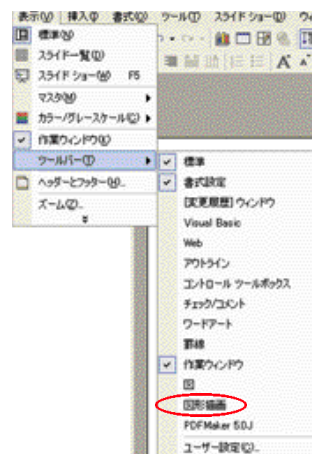 表示(V) 挿入(I) 書式(O) ツール(T) スライド ショー(D) ウ
標準(N)
スライド一覧(D)
スライド ショー(W) F5
マスタ(M)
カラー/グレースケール(C)
作業ウィンドウ(K)
ツールバー(T)
ヘッダーとフッター(H)...
ズーム(Z)...
標準
書式設定
[変更履歴] ウィンドウ
Visual Basic
Web
アウトライン
コントロール ツールボックス
チェック/コメント
ワードアート
罫線
作業ウィンドウ
図
図形描画
PDFMaker 5.0J
ユーザー設定(C)...